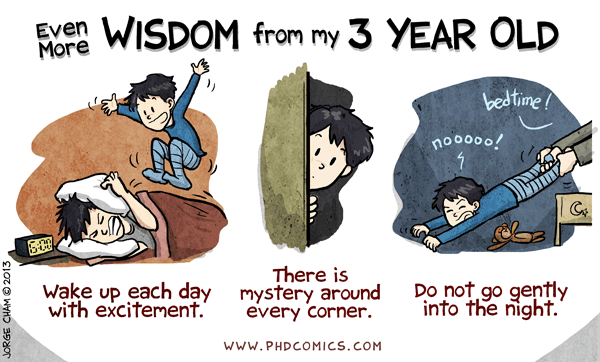 Even More WISDOM from my 3 YEAR OLD
bedtime!
nooooo!
Wake up each day
with excitement.
There is
mystery around
every corner.
Do not go gently
into the night.
WWW.PHDCOMICS.COM
JORGE CHAM © 2013